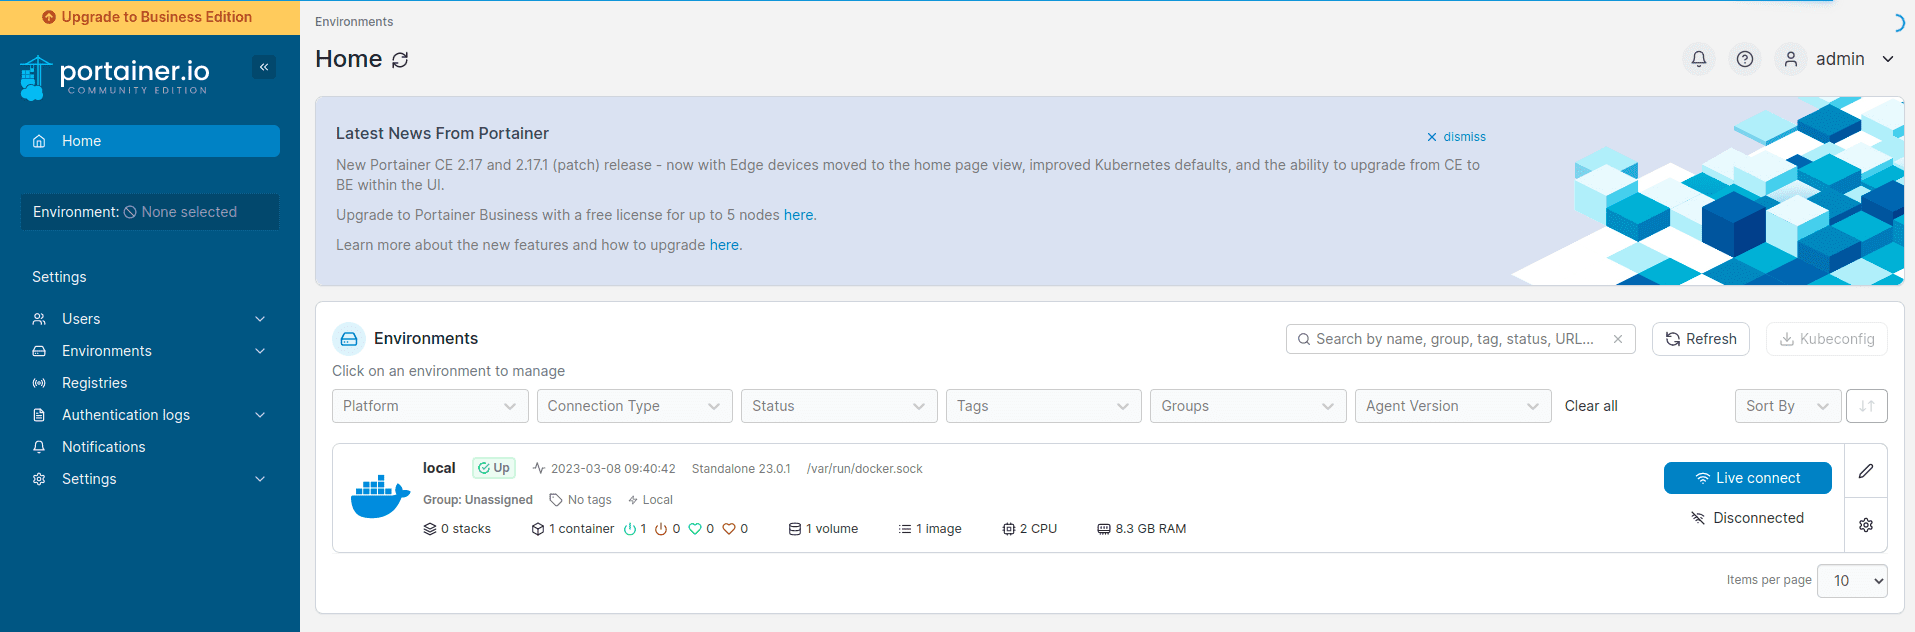 Upgrade to Business Edition
portainer.io
COMMUNITY EDITION
Home
Environment: None selected
Settings
Users
Environments
Registries
Authentication logs
Notifications
Settings
Environments
Home
admin
Latest News From Portainer
dismiss
New Portainer CE 2.17 and 2.17.1 (patch) release - now with Edge devices moved to the home page view, improved Kubernetes defaults, and the ability to upgrade from CE to
BE within the UI.
Upgrade to Portainer Business with a free license for up to 5 nodes here.
Learn more about the new features and how to upgrade here.
Environments
Search by name, group, tag, status, URL...
Refresh
Kubeconfig
Click on an environment to manage
Platform
Connection Type
Status
Tags
Groups
Agent Version
Clear all
Sort By
local Up 2023-03-08 09:40:42 Standalone 23.0.1 /var/run/docker.sock
Group: Unassigned No tags Local
0 stacks 1 container 1 0 0 0 1 volume 1 image 2 CPU 8.3 GB RAM
Live connect
Disconnected
Items per page 10